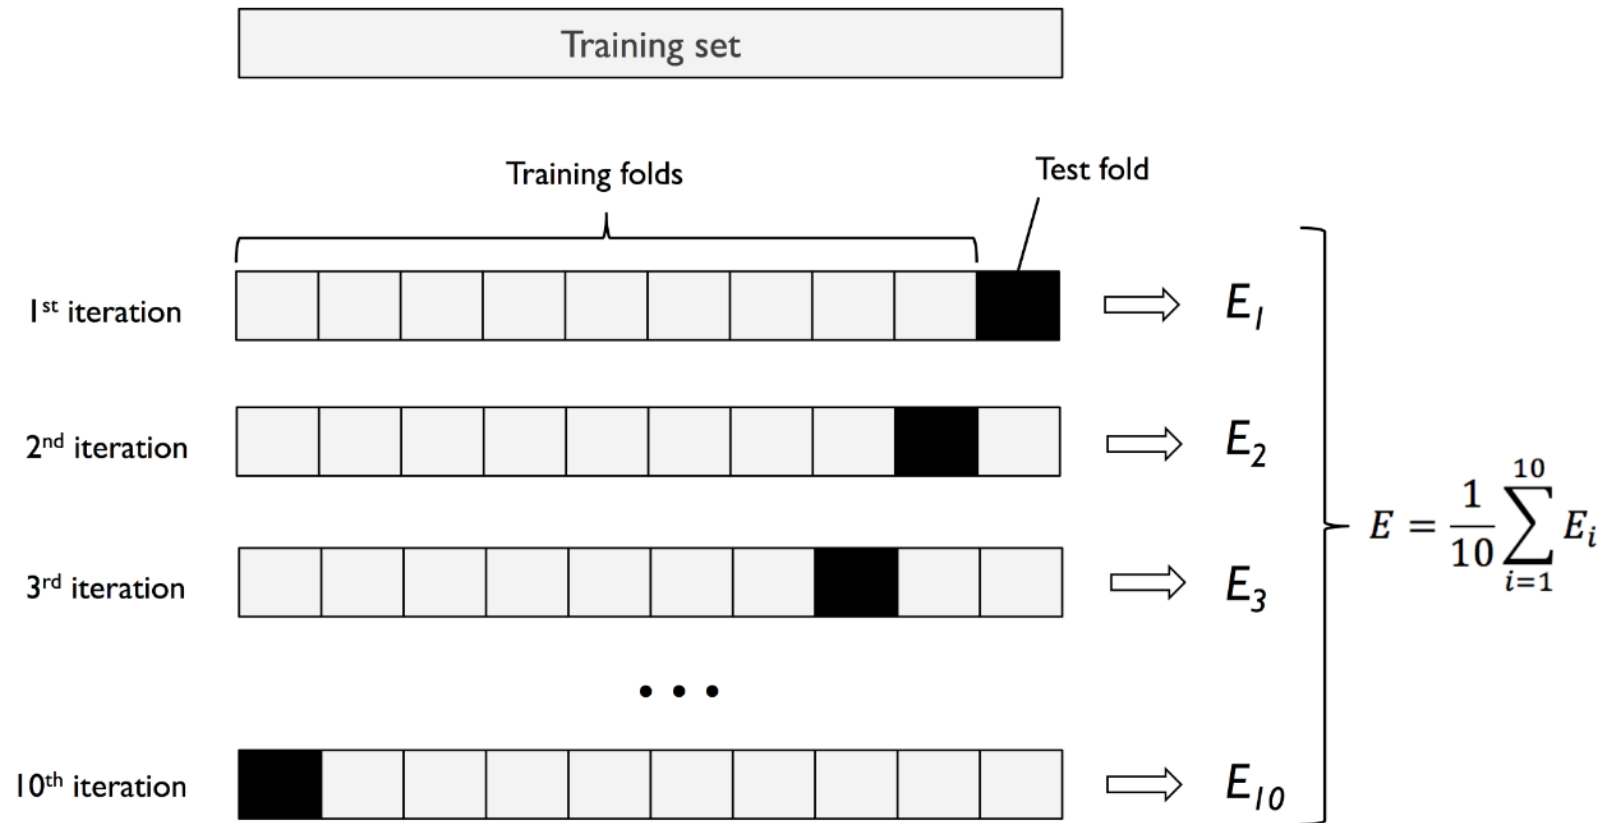 Training set
Training folds
Test fold
1st iteration
E1
2nd iteration
E2
3rd iteration
E3
• • •
10th iteration
E10
E = 1/10 ∑_{i=1}^{10} E_i